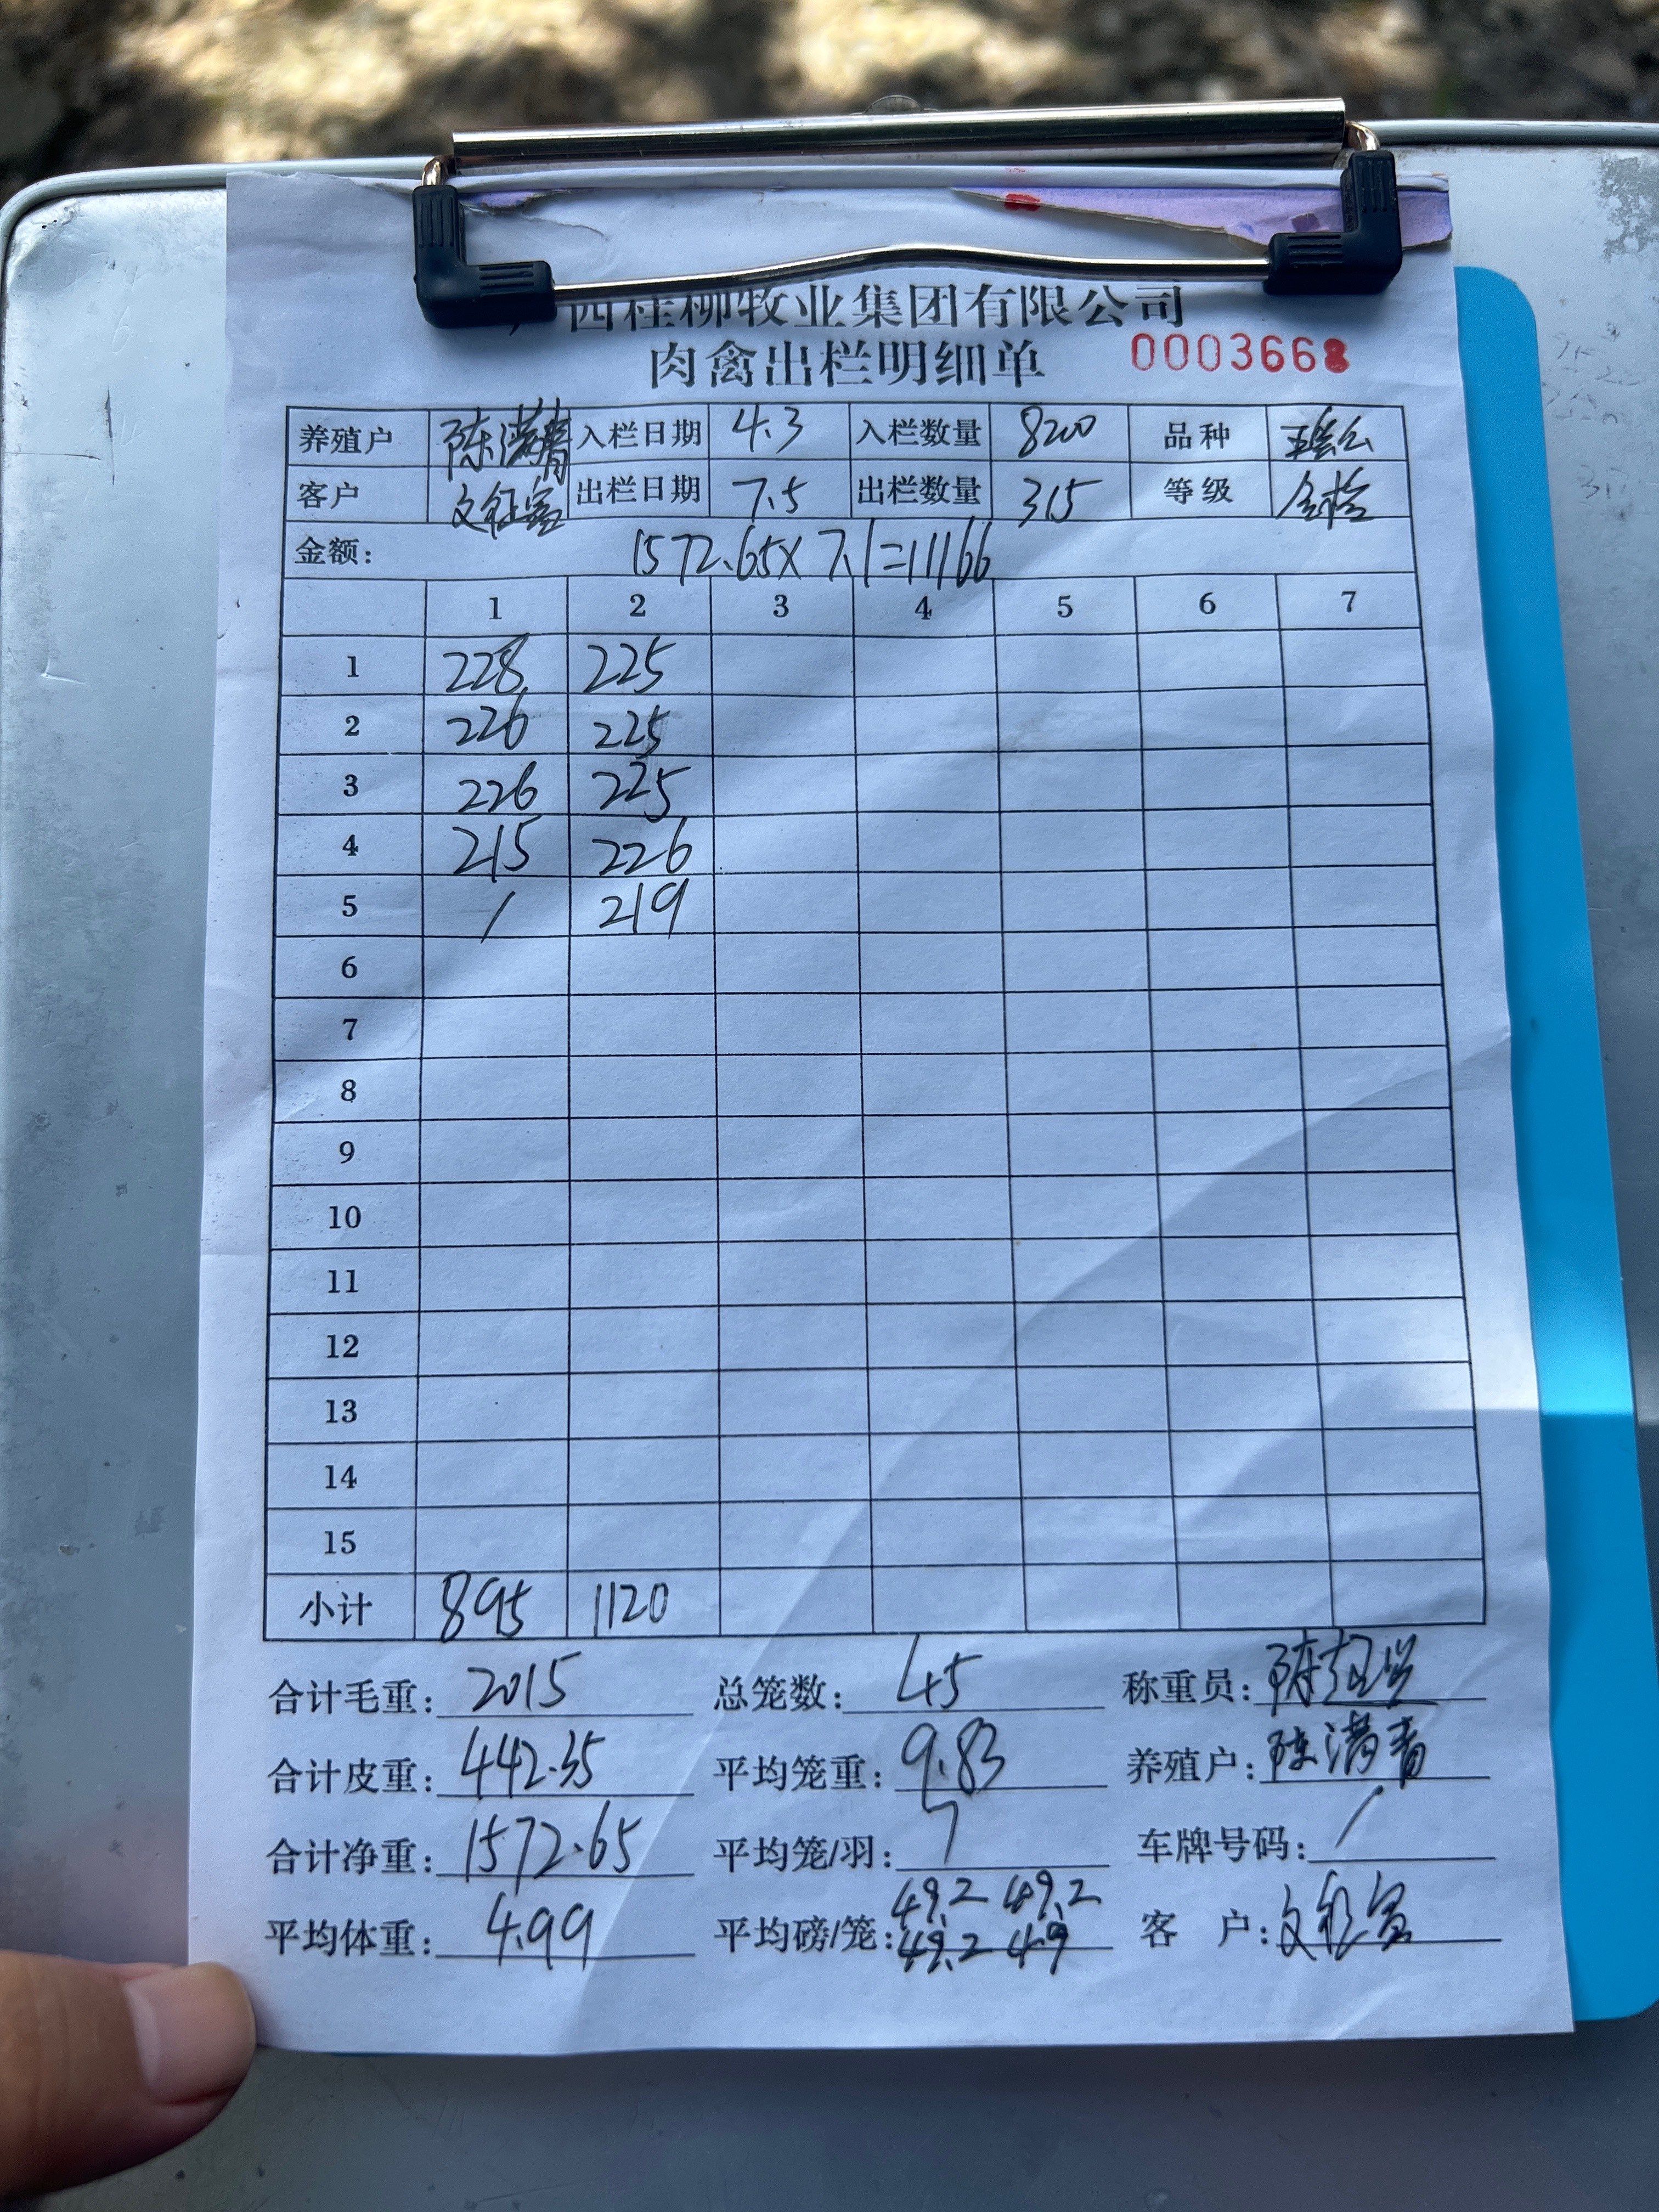 西桂柳牧业集团有限公司
肉禽出栏明细单 0003668
养殖户 陈满青 入栏日期 4.3 入栏数量 8200 品种
客户 出栏日期 7.5 出栏数量 315 等级
金额: 1572.65X7.1=11166
1 2 3 4 5 6 7
1 228 225
2 226 225
3 226 225
4 215 226
5 / 219
6
7
8
9
10
11
12
13
14
15
小计 895 1120
合计毛重: 2015 总笼数: 45 称重员:
合计皮重: 442.35 平均笼重: 9.83 养殖户: 陈满青
合计净重: 1572.65 平均笼/羽: 7 车牌号码: /
平均体重: 4.99 平均磅/笼: 49.2 49.2 客 户:
49.2 49